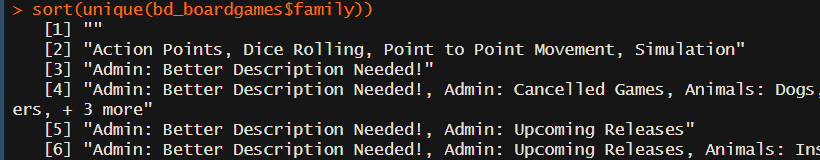 > sort(unique(bd_boardgames$family))
[1] ""
[2] "Action Points, Dice Rolling, Point to Point Movement, Simulation"
[3] "Admin: Better Description Needed!"
[4] "Admin: Better Description Needed!, Admin: Cancelled Games, Animals: Dogs,
ers, + 3 more"
[5] "Admin: Better Description Needed!, Admin: Upcoming Releases"
[6] "Admin: Better Description Needed!, Admin: Upcoming Releases, Animals: Ins